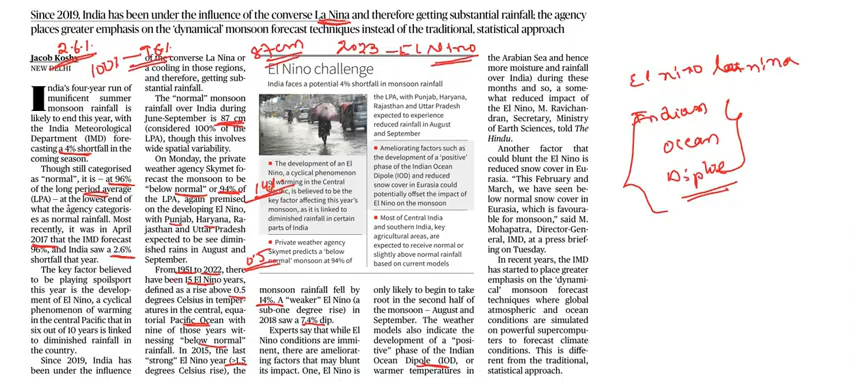 Since 2019, India has been under the influence of the converse La Nina and therefore getting substantial rainfall; the agency
places greater emphasis on the 'dynamical' monsoon forecast techniques instead of the traditional, statistical approach
2.6%
Jacob Koshy
NEW DELHI
India's four-year run of
munificent summer
monsoon rainfall is
likely to end this year, with
the India Meteorological
Department (IMD) fore-
casting a 4% shortfall in the
coming season.
Though still categorised
as "normal", it is – at 96%
of the long period average
(LPA) – at the lowest end of
what the agency categoris-
es as normal rainfall. Most
recently, it was in April
2017 that the IMD forecast
96%, and India saw a 2.6%
shortfall that year.
The key factor believed
to be playing spoilsport
this year is the develop-
ment of El Nino, a cyclical
phenomenon of warming
in the central Pacific that in
six out of 10 years is linked
to diminished rainfall in
the country.
Since 2019, India has
been under the influence
of the converse La Nina or
a cooling in those regions,
and therefore, getting sub-
stantial rainfall.
The "normal" monsoon
rainfall over India during
June-September is 87 cm
(considered 100% of the
LPA), though this involves
wide spatial variability.
On Monday, the private
weather agency Skymet fo-
recast the monsoon to be
"below normal" or 94% of
the LPA, again premised
on the developing El Nino,
with Punjab, Haryana, Ra-
jasthan and Uttar Pradesh
expected to see dimin-
ished rains in August and
September.
From 1951 to 2022, there
have been 15 El Nino years,
defined as a rise above 0.5
degrees Celsius in temper-
atures in the central, equa-
torial Pacific Ocean with
nine of those years wit-
nessing "below normal"
rainfall. In 2015, the last
"strong" El Nino year (>1.5
degrees Celsius rise), the
87cm
2023 - El Nino
El Nino challenge
India faces a potential 4% shortfall in monsoon rainfall
The development of an El
Nino, a cyclonic phenomenon
of warming in the Central
Pacific, is believed to be the
key factor affecting this year's
monsoon, as it is linked to
diminished rainfall in certain
parts of India
Private weather agency
Skymet predicts a 'below
normal' monsoon at 94% of
the LPA, with Punjab, Haryana,
Rajasthan and Uttar Pradesh
expected to experience
reduced rainfall in August
and September
Ameliorating factors such as
the development of a 'positive'
phase of the Indian Ocean
Dipole (IOD) and reduced
snow cover in Eurasia could
potentially offset the impact of
El Nino on the monsoon
Most of Central India
and southern India, key
agricultural areas, are
expected to receive normal or
slightly above normal rainfall
based on current models
0.5
monsoon rainfall fell by
14%. A "weaker" El Nino (a
sub-one degree rise) in
2018 saw a 7.4% dip.
Experts say that while El
Nino conditions are immi-
nent, there are ameliorat-
ing factors that may blunt
its impact. One, El Nino is
only likely to begin to take
root in the second half of
the monsoon – August and
September. The weather
models also indicate the
development of a "posi-
tive" phase of the Indian
Ocean Dipole (IOD, or
warmer temperatures in
the Arabian Sea and hence
more moisture and rainfall
over India) during these
months and so, a some-
what reduced impact of
the El Nino, M. Ravichan-
dran, Secretary, Ministry
of Earth Sciences, told The
Hindu.
Another factor that
could blunt the El Nino is
reduced snow cover in Eu-
rasia. "This February and
March, we have seen be-
low normal snow cover in
Eurasia, which is favoura-
ble for monsoon," said M.
Mohapatra, Director-Gen-
eral, IMD, at a press brief-
ing on Tuesday.
In recent years, the IMD
has started to place greater
emphasis on the 'dynami-
cal' monsoon forecast
techniques where global
atmospheric and ocean
conditions are simulated
on powerful supercompu-
ters to forecast climate
conditions. This is diffe-
rent from the traditional,
statistical approach.
El nino
Indian
Ocean
Diploe